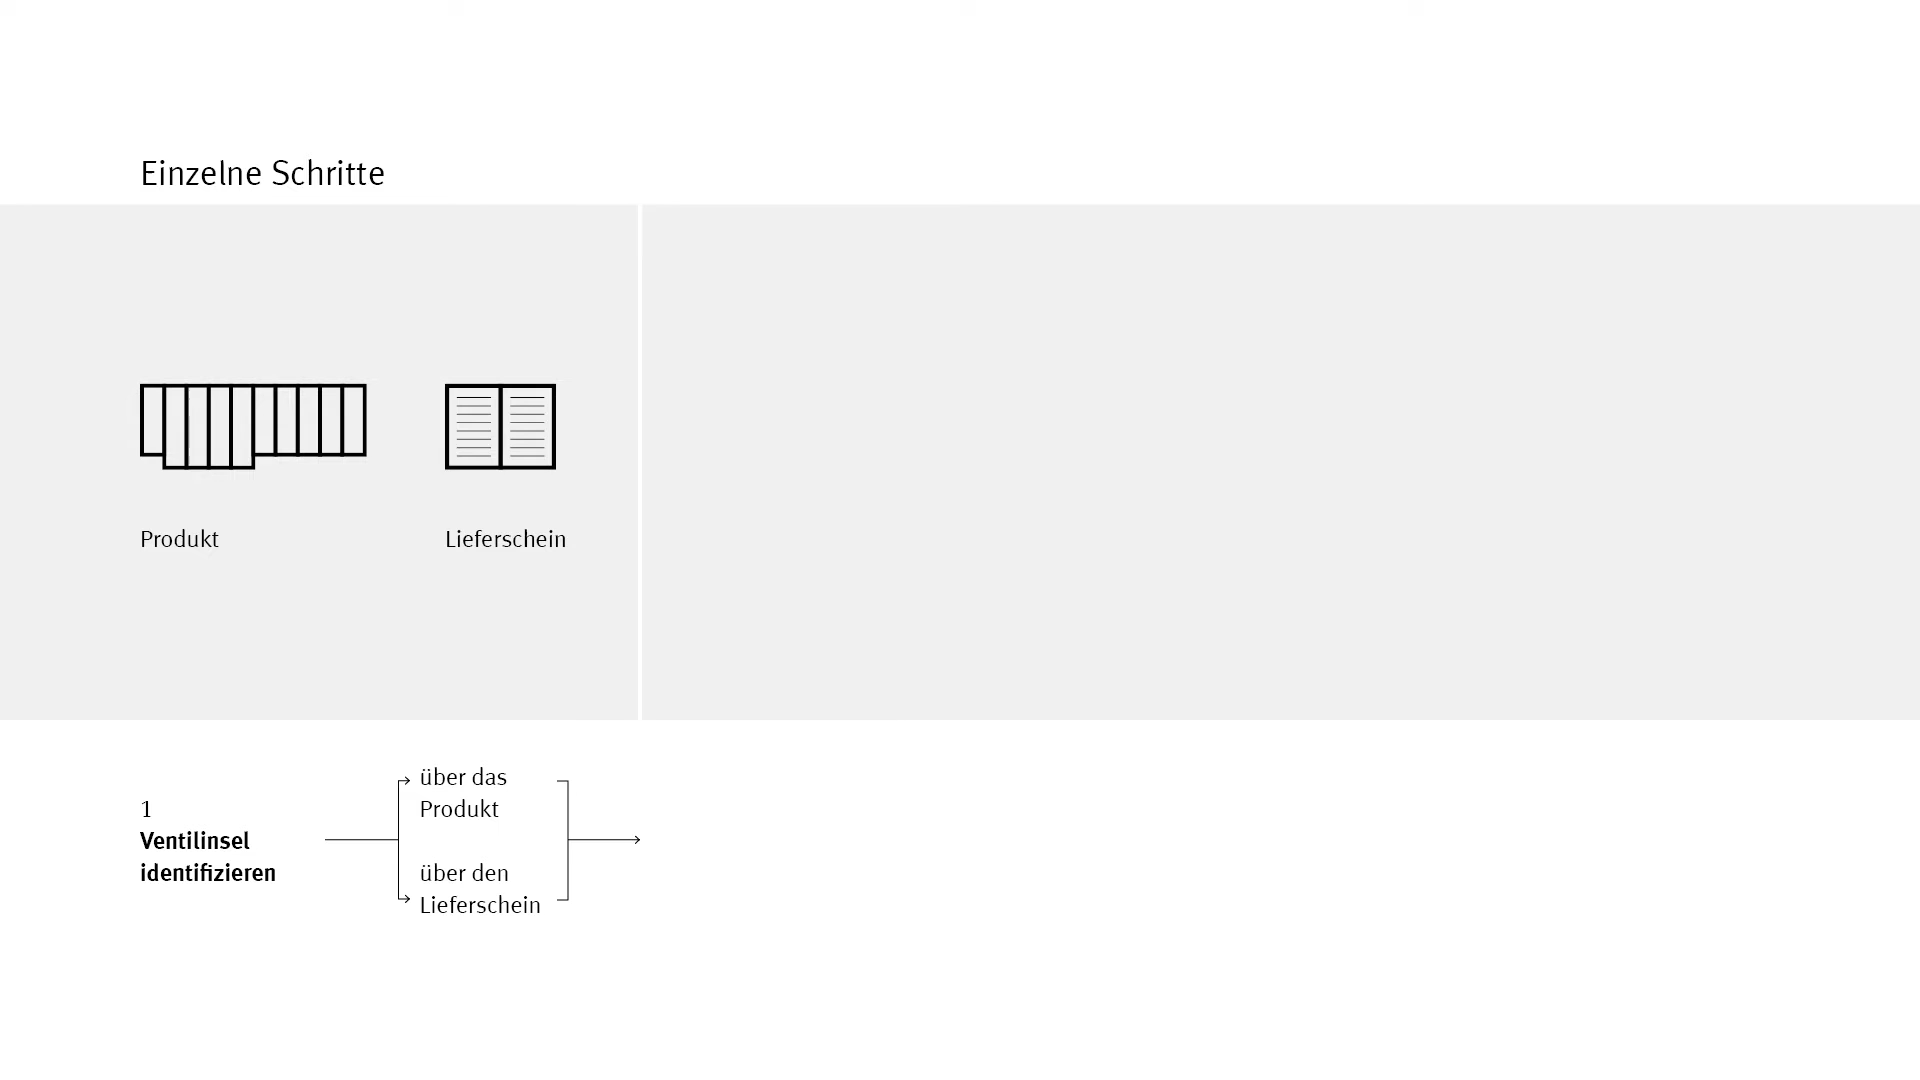 Einzelne Schritte
Produkt
Lieferschein
1
Ventilinsel
identifizieren
über das
Produkt
über den
Lieferschein